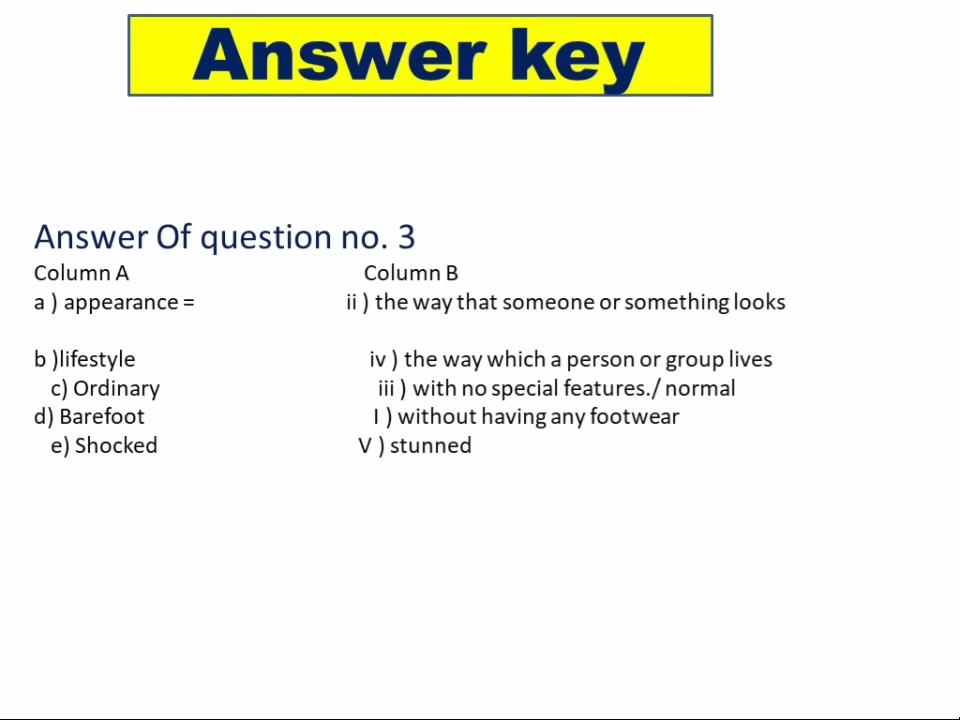 Answer key
Answer Of question no. 3
Column A Column B
a ) appearance = ii ) the way that someone or something looks
b )lifestyle iv ) the way which a person or group lives
c) Ordinary iii ) with no special features./ normal
d) Barefoot I ) without having any footwear
e) Shocked V ) stunned